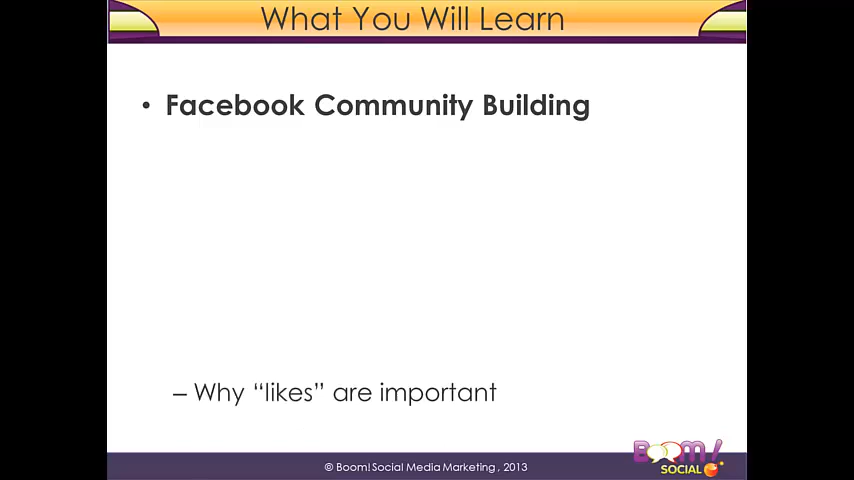 What You Will Learn
• Facebook Community Building
– Why “likes” are important
© Boom! Social Media Marketing , 2013
BOOM!
SOCIAL